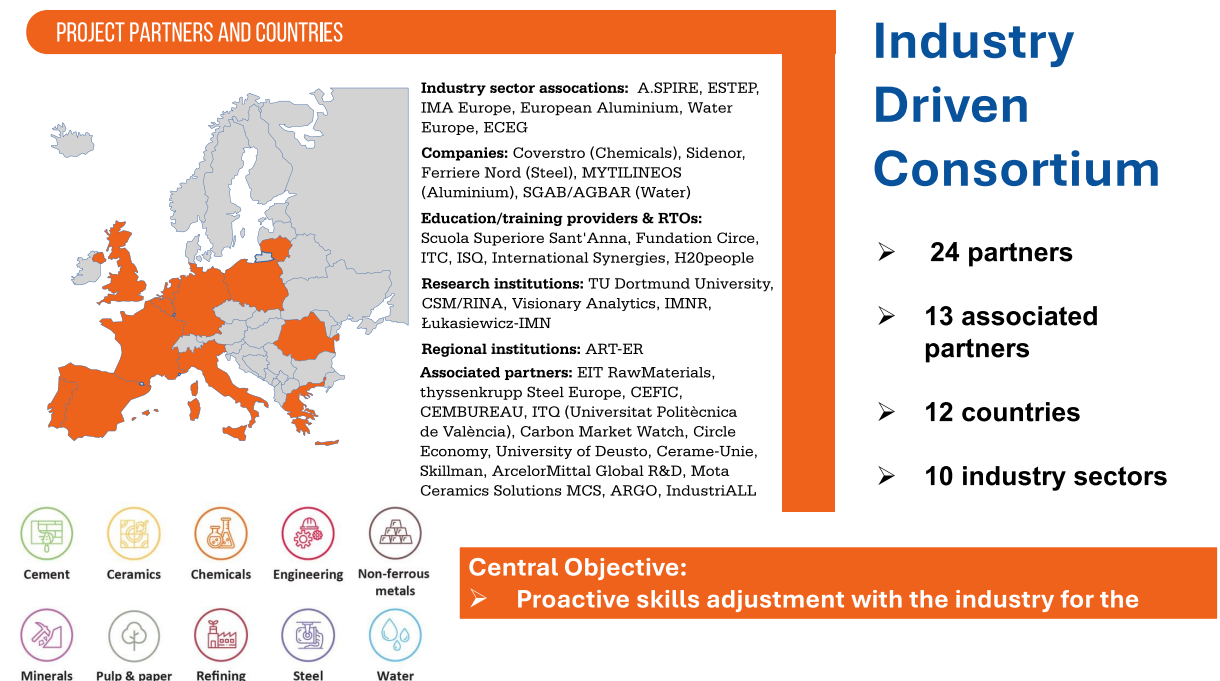 PROJECT PARTNERS AND COUNTRIES
Industry sector assocations: A.SPIRE, ESTEP,
IMA Europe, European Aluminium, Water
Europe, ECEG
Companies: Coverstro (Chemicals), Sidenor,
Ferriere Nord (Steel), MYTILINEOS
(Aluminium), SGAB/AGBAR (Water)
Education/training providers & RTOs:
Scuola Superiore Sant'Anna, Fundation Circe,
ITC, ISQ, International Synergies, H20people
Research institutions: TU Dortmund University,
CSM/RINA, Visionary Analytics, IMNR,
Łukasiewicz-IMN
Regional institutions: ART-ER
Associated partners: EIT RawMaterials,
thyssenkrupp Steel Europe, CEFIC,
CEMBUREAU, ITQ (Universitat Politècnica
de València), Carbon Market Watch, Circle
Economy, University of Deusto, Cerame-Unie,
Skillman, ArcelorMittal Global R&D, Mota
Ceramics Solutions MCS, ARGO, IndustriALL
Industry
Driven
Consortium
➢ 24 partners
➢ 13 associated
partners
➢ 12 countries
➢ 10 industry sectors
Cement
Ceramics
Chemicals
Engineering
Non-ferrous
metals
Minerals
Pulp & paper
Refining
Steel
Water
Central Objective:
➢ Proactive skills adjustment with the industry for the